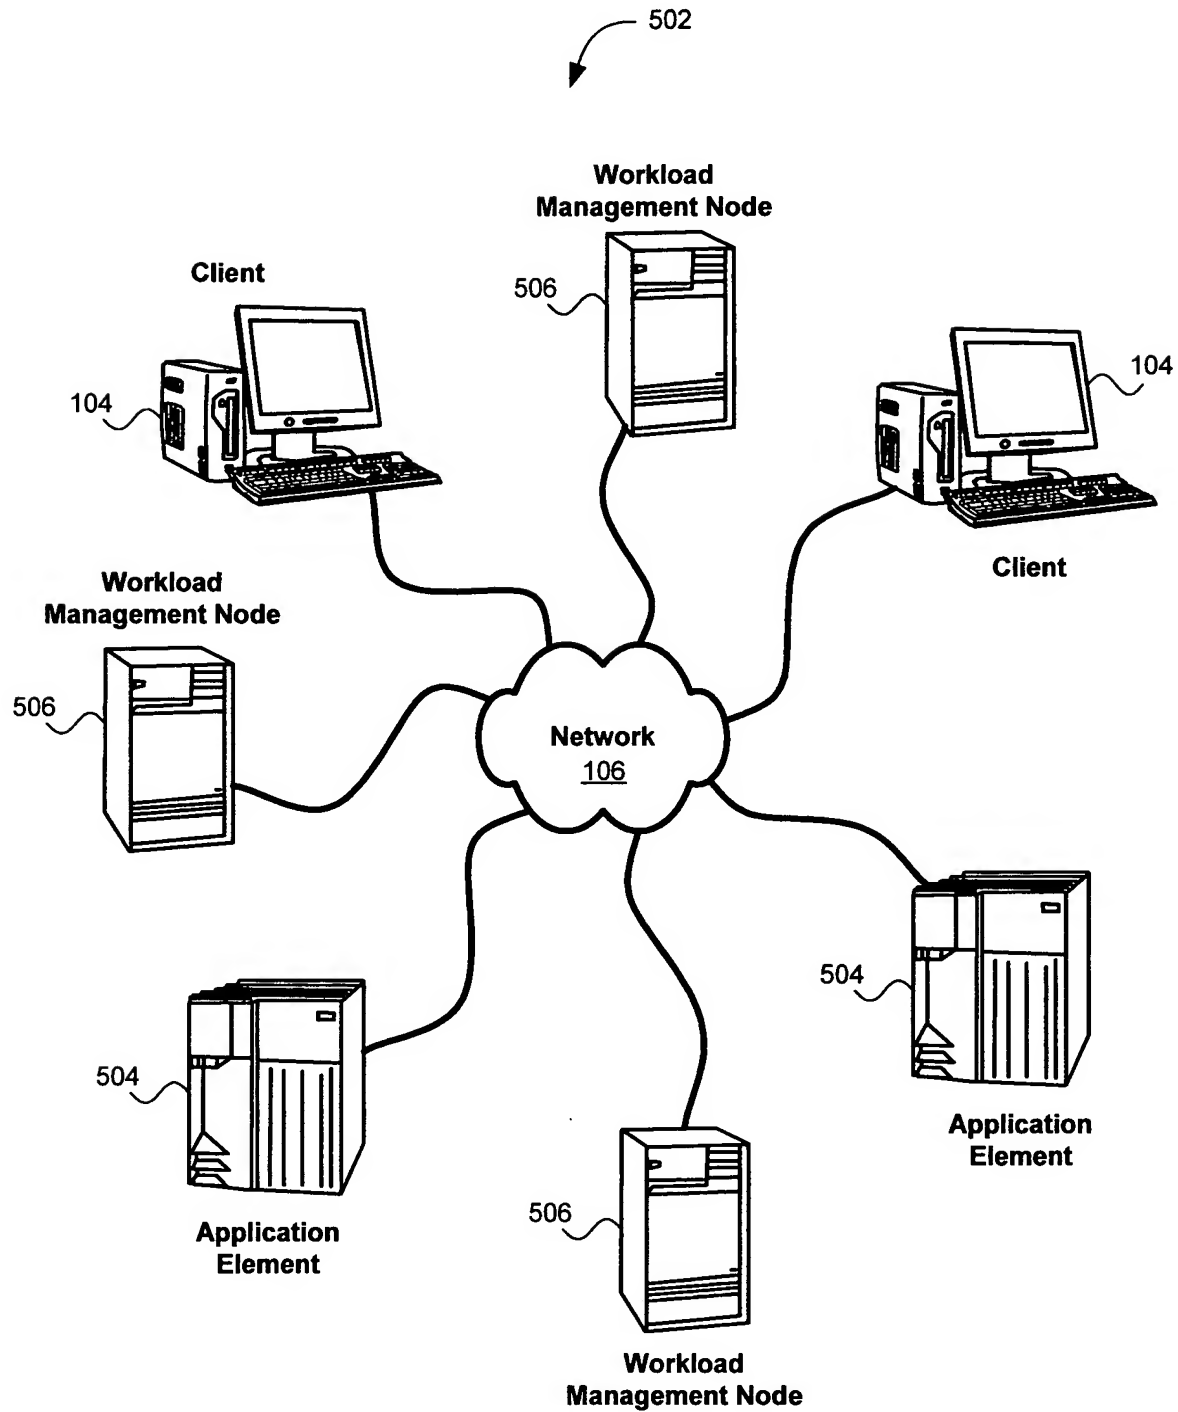 502
Workload
Management Node
506
Client
104
104
Client
Workload
Management Node
506
Network
106
504
Application
Element
504
Application
Element
506
Workload
Management Node